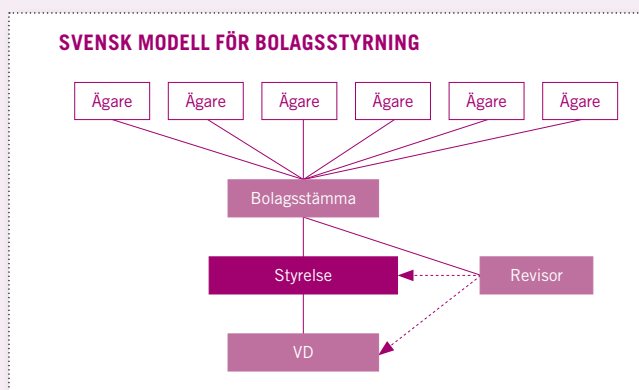 SVENSK MODELL FÖR BOLAGSSTYRNING
Ägare Ägare Ägare Ägare Ägare Ägare
Bolagsstämma
Styrelse Revisor
VD